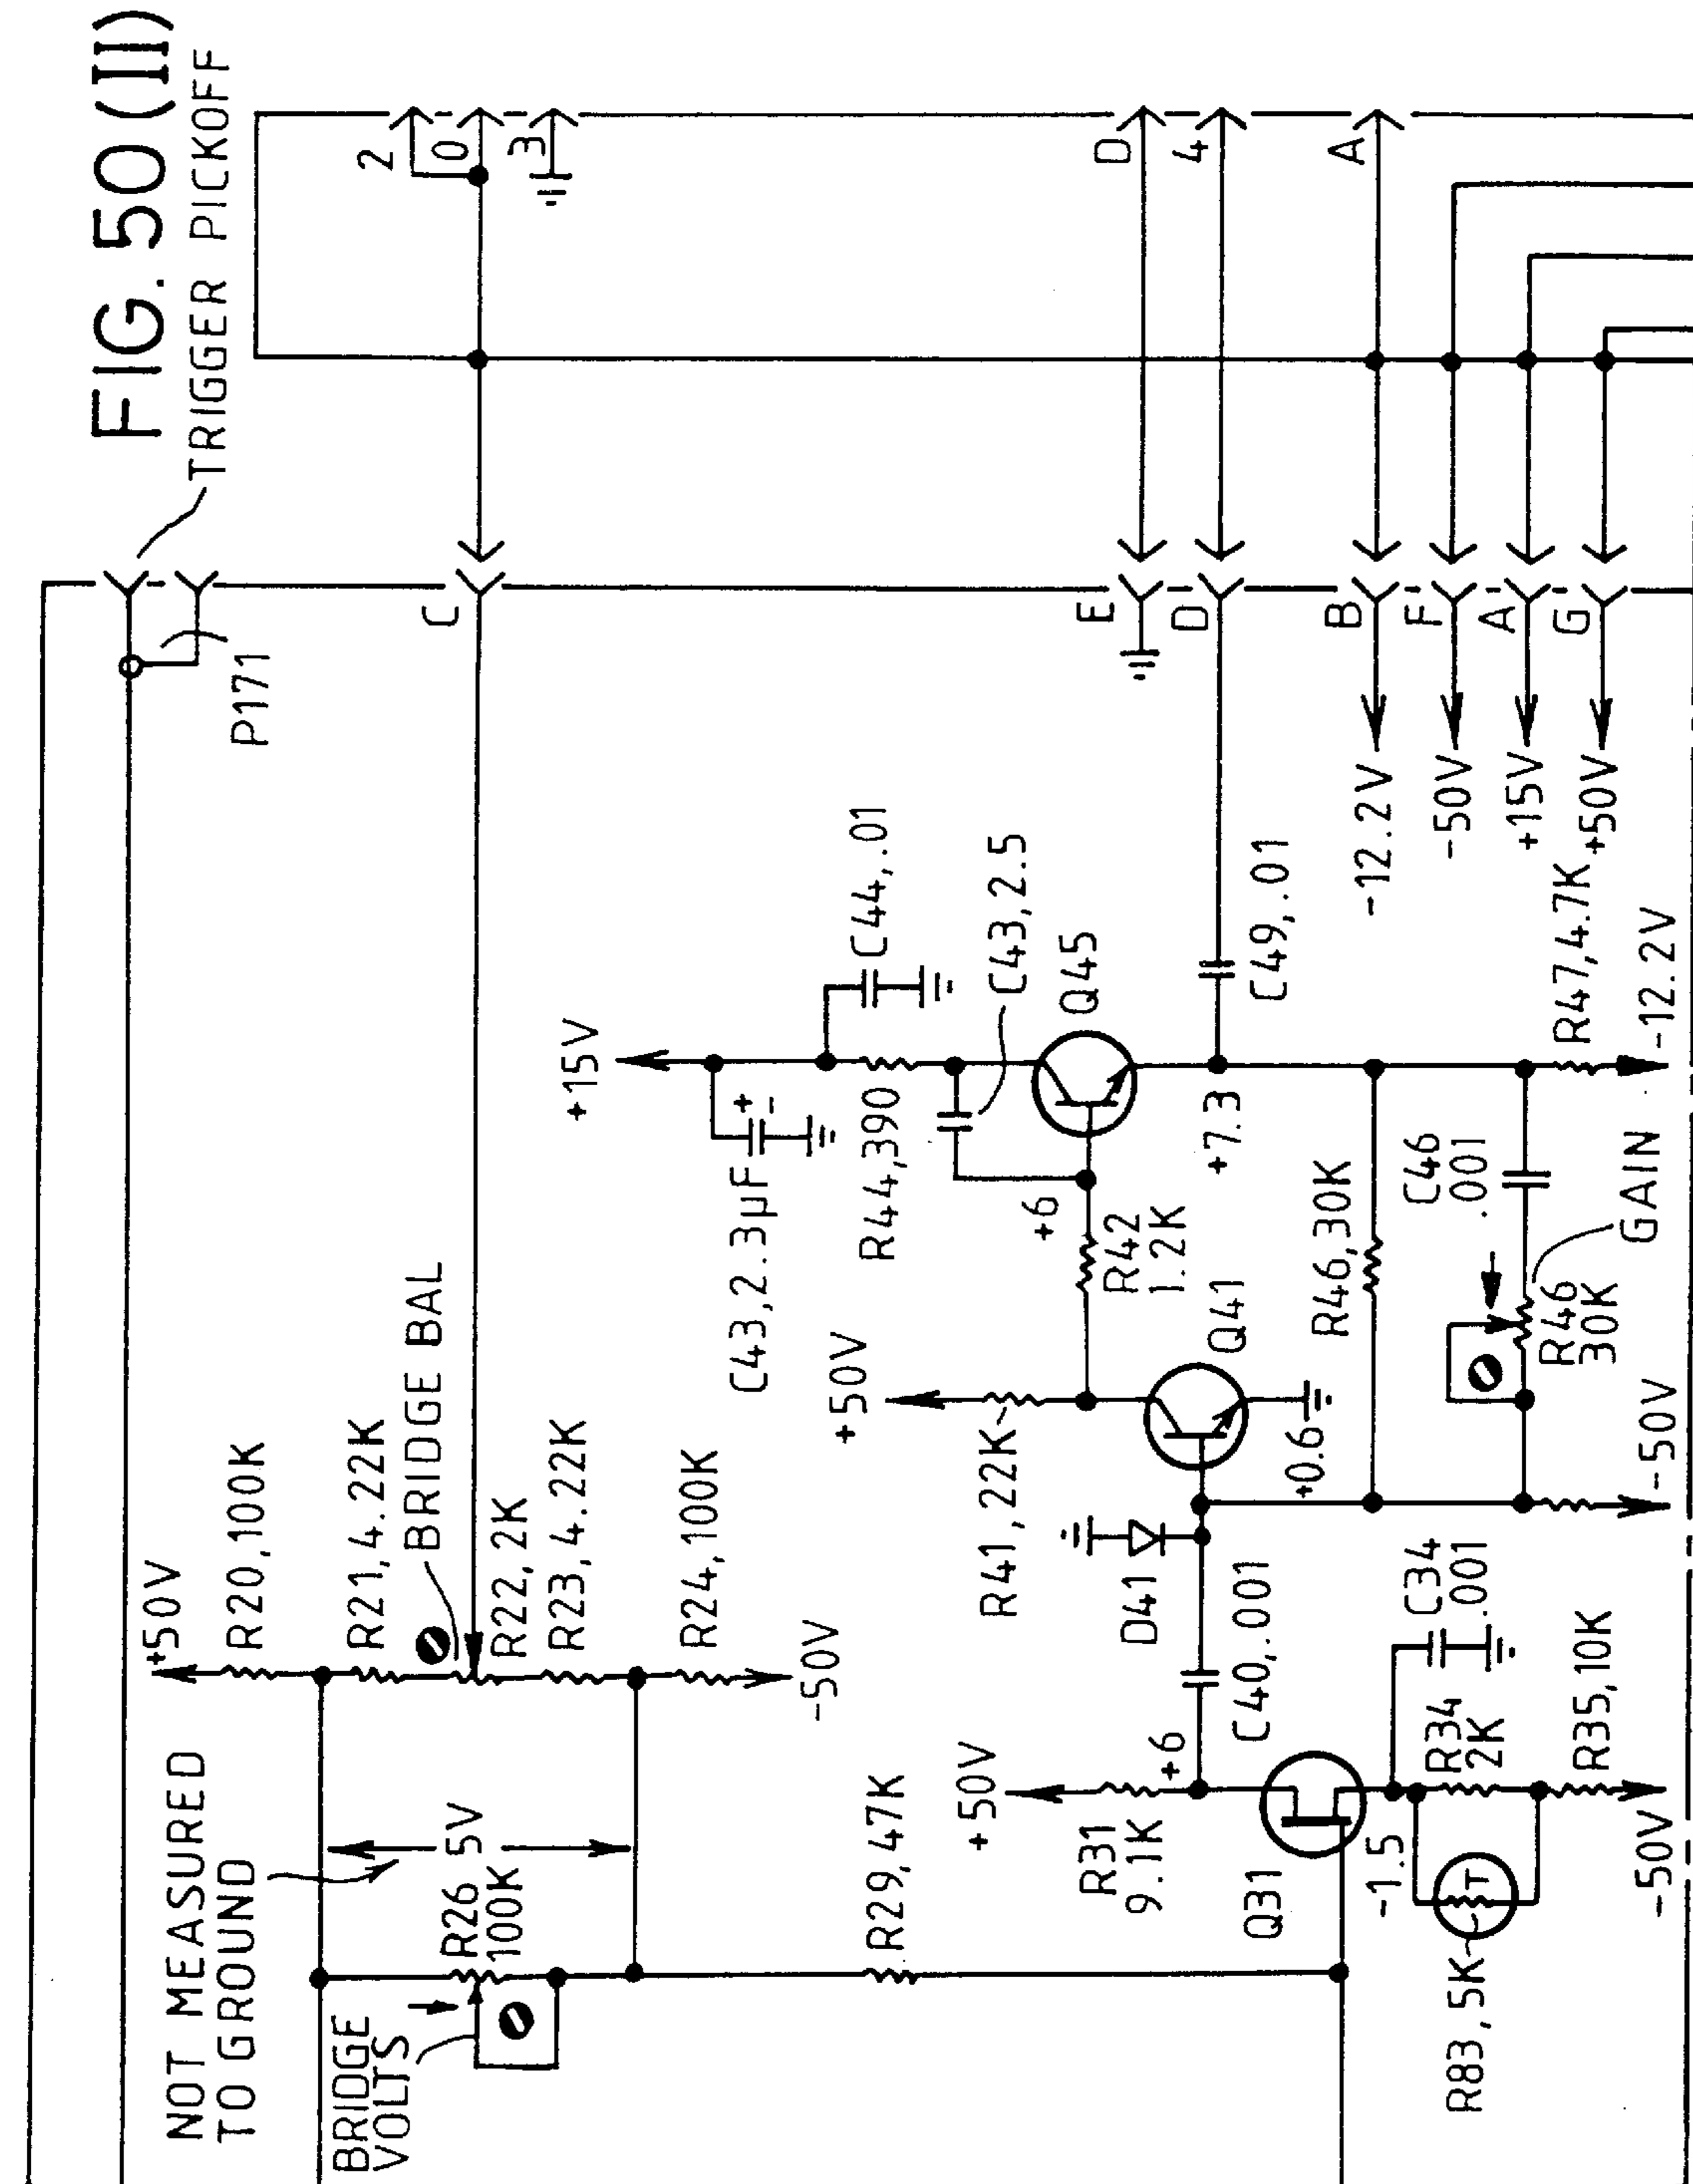 FIG. 50 (II)
TRIGGER PICKOFF
P171
2
0
3
D
4
A
C
E
D
B
F
A
G
-12.2V
-50V
+15V
+50V
+50V
R20,100K
R21,4.22K
BRIDGE BAL
R22,2K
R23,4.22K
R24,100K
-50V
NOT MEASURED
TO GROUND
5V
R26
100K
BRIDGE
VOLTS
R29,47K
+15V
C43,2.3µF
+
-
C44,.01
R44,390
C43,2.5
Q45
+6
R42
1.2K
+7.3
C49,.01
R47,4.7K
-12.2V
+50V
R41,22K
Q41
+0.6
D41
R46,30K
C46
.001
GAIN
R46
30K
-50V
C40,.001
+50V
R31
9.1K
+6
Q31
-1.5
C34
.001
R34
2K
R35,10K
T
R83,5K
-50V